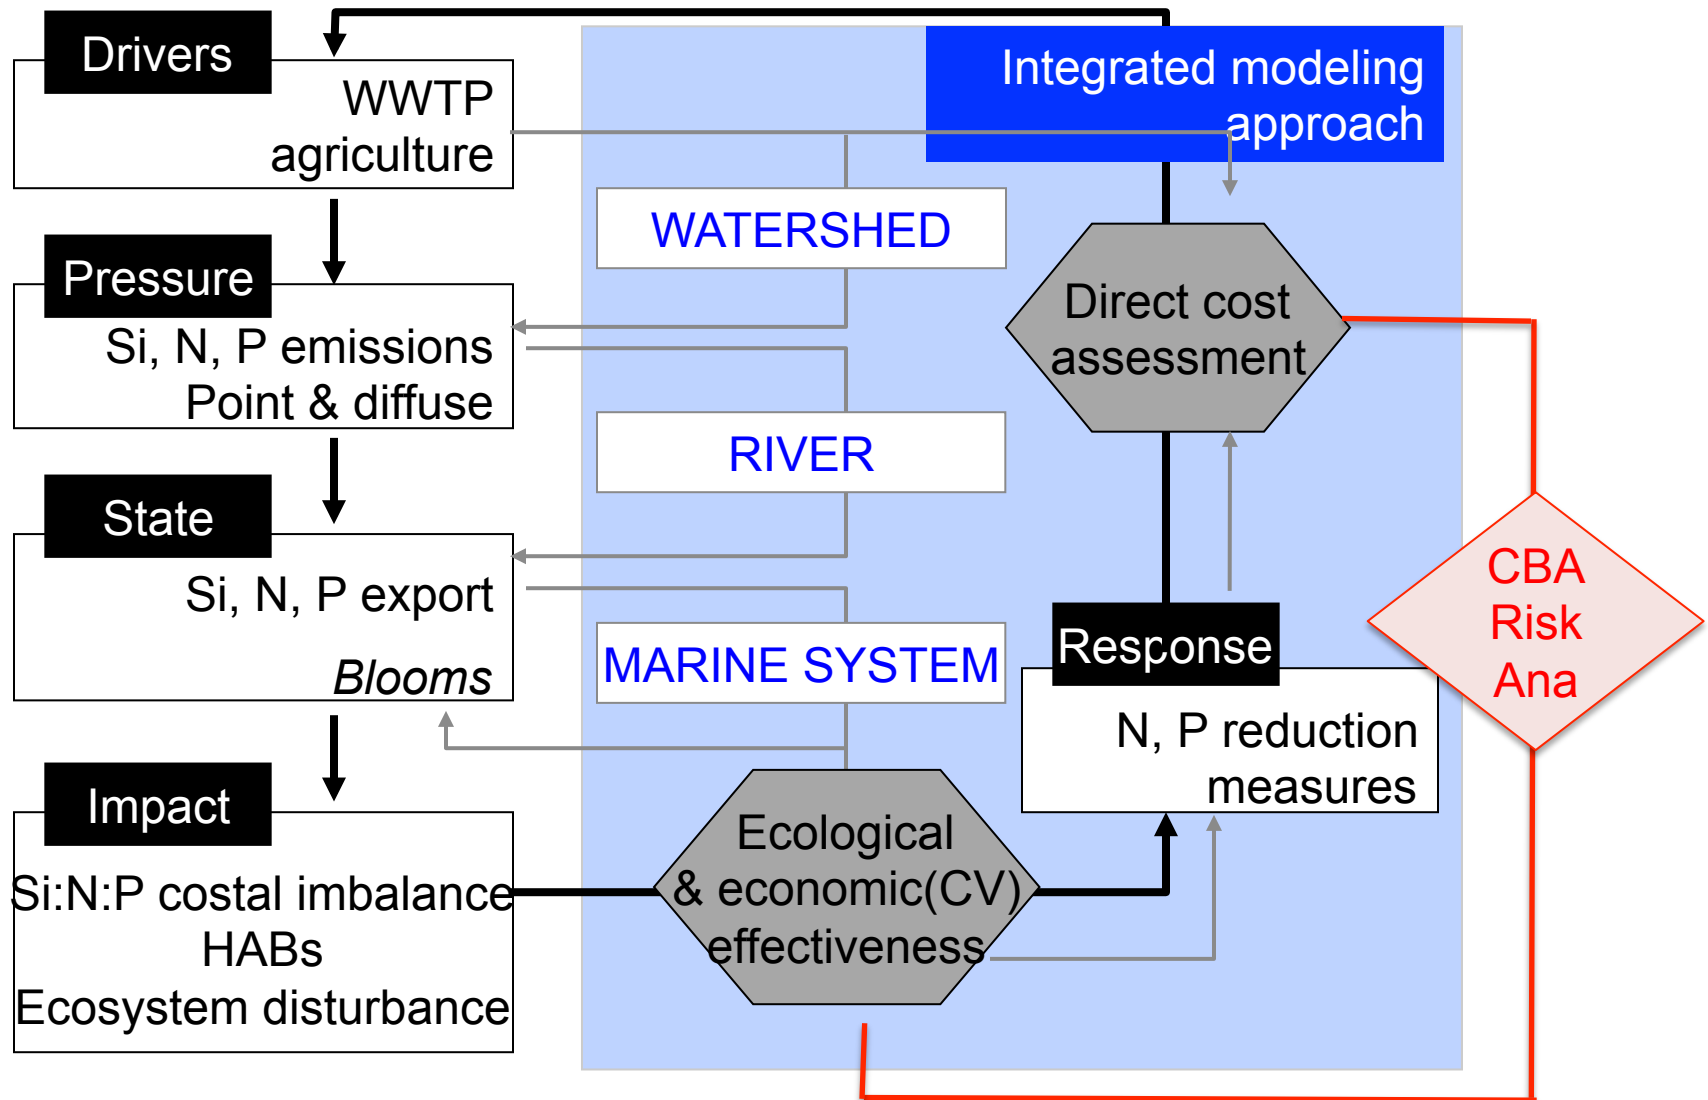 Drivers
WWTP
agriculture
Integrated modeling
approach
WATERSHED
Pressure
Si, N, P emissions
Point & diffuse
Direct cost
assessment
RIVER
State
Si, N, P export
Blooms
MARINE SYSTEM
Response
N, P reduction
measures
CBA
Risk
Ana
Impact
Si:N:P costal imbalance
HABs
Ecosystem disturbance
Ecological
& economic(CV)
effectiveness